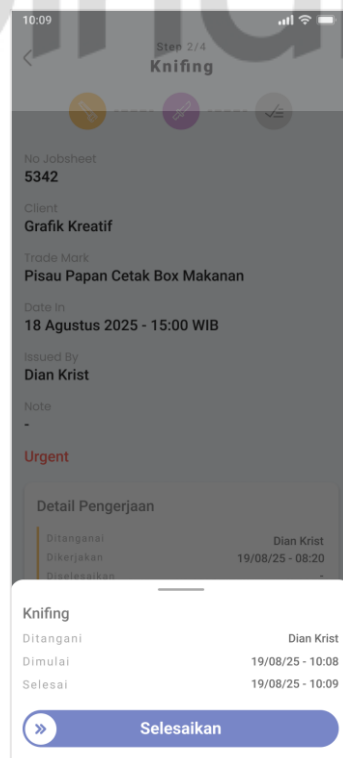 10:09
Step 2/4
Knifing
No Jobsheet
5342
Client
Grafik Kreatif
Trade Mark
Pisau Papan Cetak Box Makanan
Date In
18 Agustus 2025 - 15:00 WIB
Issued By
Dian Krist
Note
-
Urgent
Detail Pengerjaan
Ditanganai Dian Krist
Dikerjakan 19/08/25 - 08:20
Diselesaikan -
Knifing
Ditangani Dian Krist
Dimulai 19/08/25 - 10:08
Selesai 19/08/25 - 10:09
Selesaikan